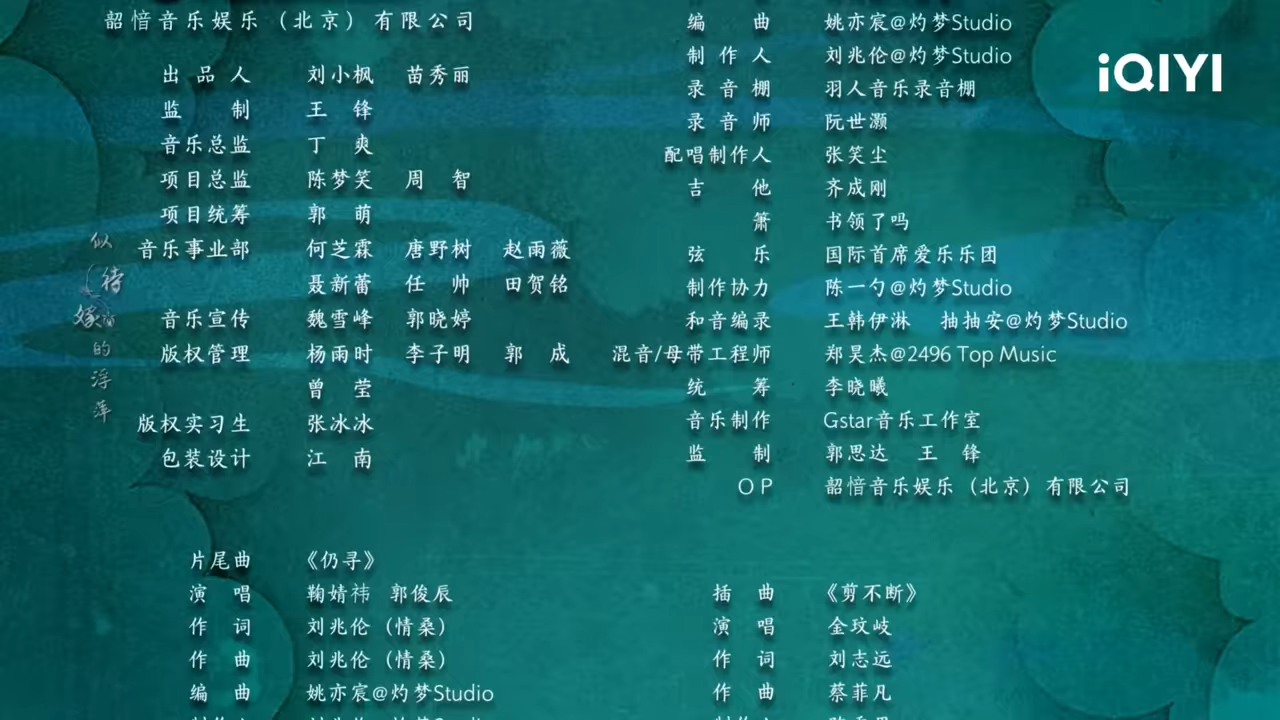 韶愔音乐娱乐（北京）有限公司
出品人 刘小枫 苗秀丽
监制 王锋
音乐总监 丁爽
项目总监 陈梦笑 周智
项目统筹 郭萌
音乐事业部 何芝霖 唐野树 赵雨薇
聂新蕾 任帅 田贺铭
音乐宣传 魏雪峰 郭晓婷
版权管理 杨雨时 李子明 郭成
曾莹
版权实习生 张冰冰
包装设计 江南
片尾曲 《仍寻》
演唱 鞠婧祎 郭俊辰
作词 刘兆伦（情桑）
作曲 刘兆伦（情桑）
编曲 姚亦宸@灼梦Studio
似待嫁的浮萍
iQIYI
编曲 姚亦宸@灼梦Studio
制作人 刘兆伦@灼梦Studio
录音棚 羽人音乐录音棚
录音师 阮世灏
配唱制作人 张笑尘
吉他 齐成刚
箫 书领了吗
弦乐 国际首席爱乐乐团
制作协力 陈一勺@灼梦Studio
和音编录 王韩伊淋 抽抽安@灼梦Studio
混音/母带工程师 郑昊杰@2496 Top Music
统筹 李晓曦
音乐制作 Gstar音乐工作室
监制 郭思达 王锋
OP 韶愔音乐娱乐（北京）有限公司
插曲 《剪不断》
演唱 金玟岐
作词 刘志远
作曲 蔡菲凡